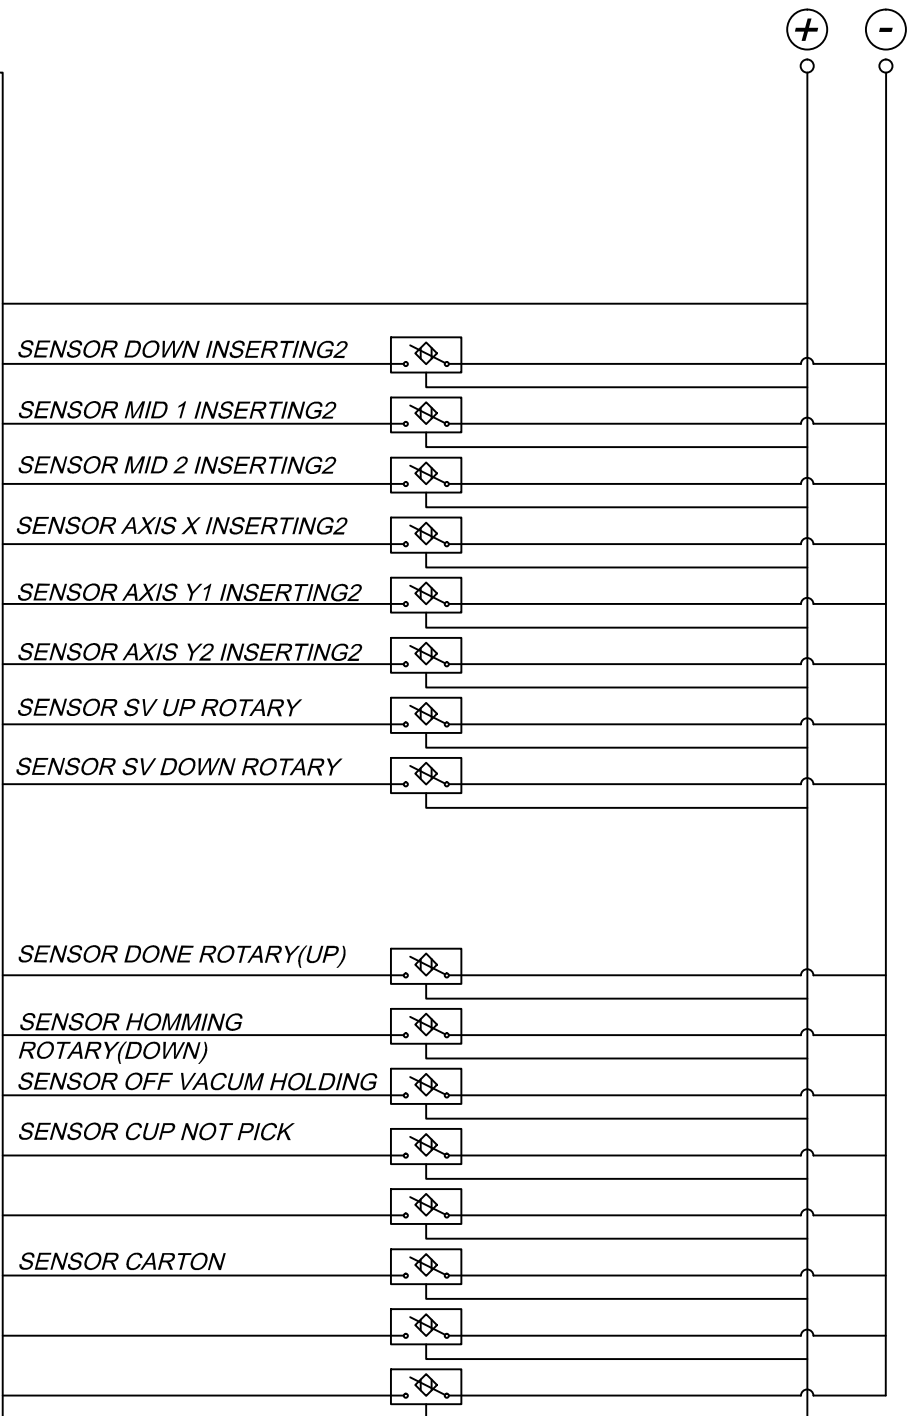 + -
SENSOR DOWN INSERTING2
SENSOR MID 1 INSERTING2
SENSOR MID 2 INSERTING2
SENSOR AXIS X INSERTING2
SENSOR AXIS Y1 INSERTING2
SENSOR AXIS Y2 INSERTING2
SENSOR SV UP ROTARY
SENSOR SV DOWN ROTARY
SENSOR DONE ROTARY(UP)
SENSOR HOMMING
ROTARY(DOWN)
SENSOR OFF VACUM HOLDING
SENSOR CUP NOT PICK
SENSOR CARTON